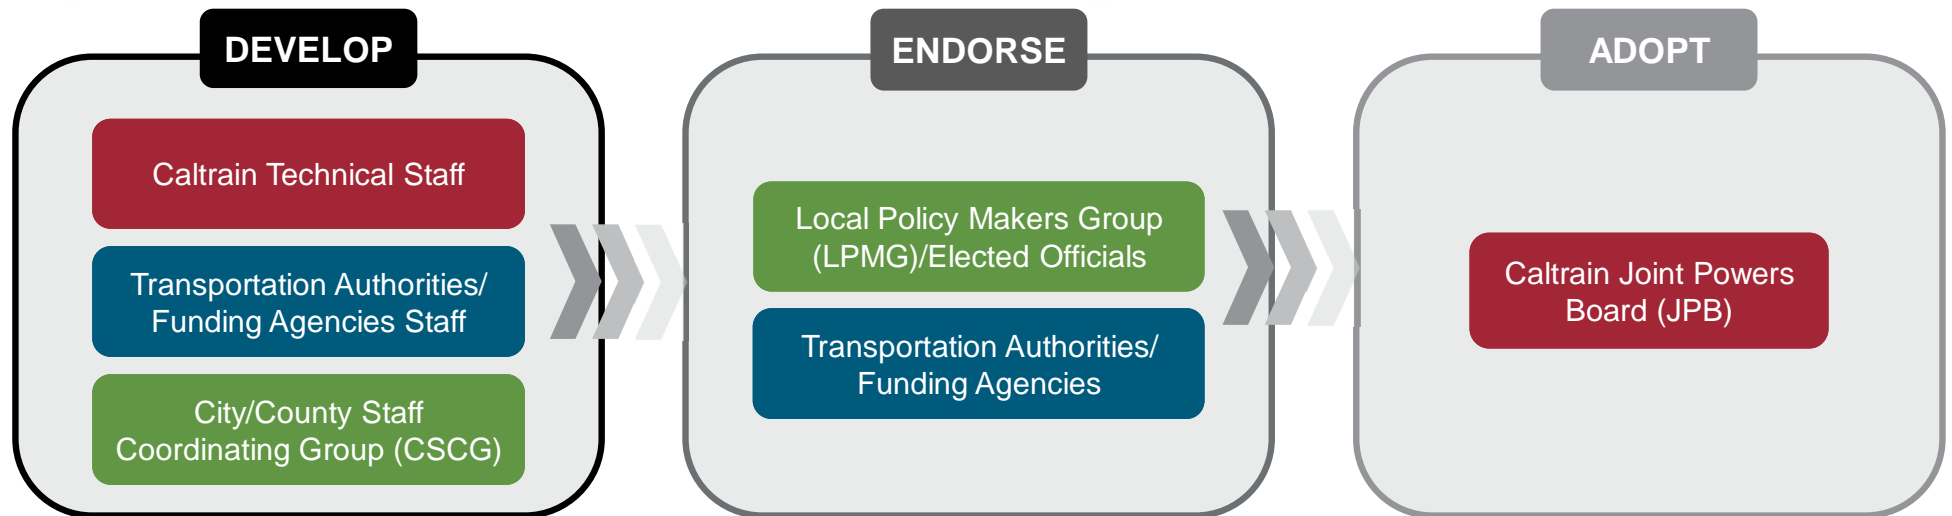 DEVELOP
Caltrain Technical Staff
Transportation Authorities/
Funding Agencies Staff
City/County Staff
Coordinating Group (CSCG)
ENDORSE
Local Policy Makers Group
(LPMG)/Elected Officials
Transportation Authorities/
Funding Agencies
ADOPT
Caltrain Joint Powers
Board (JPB)